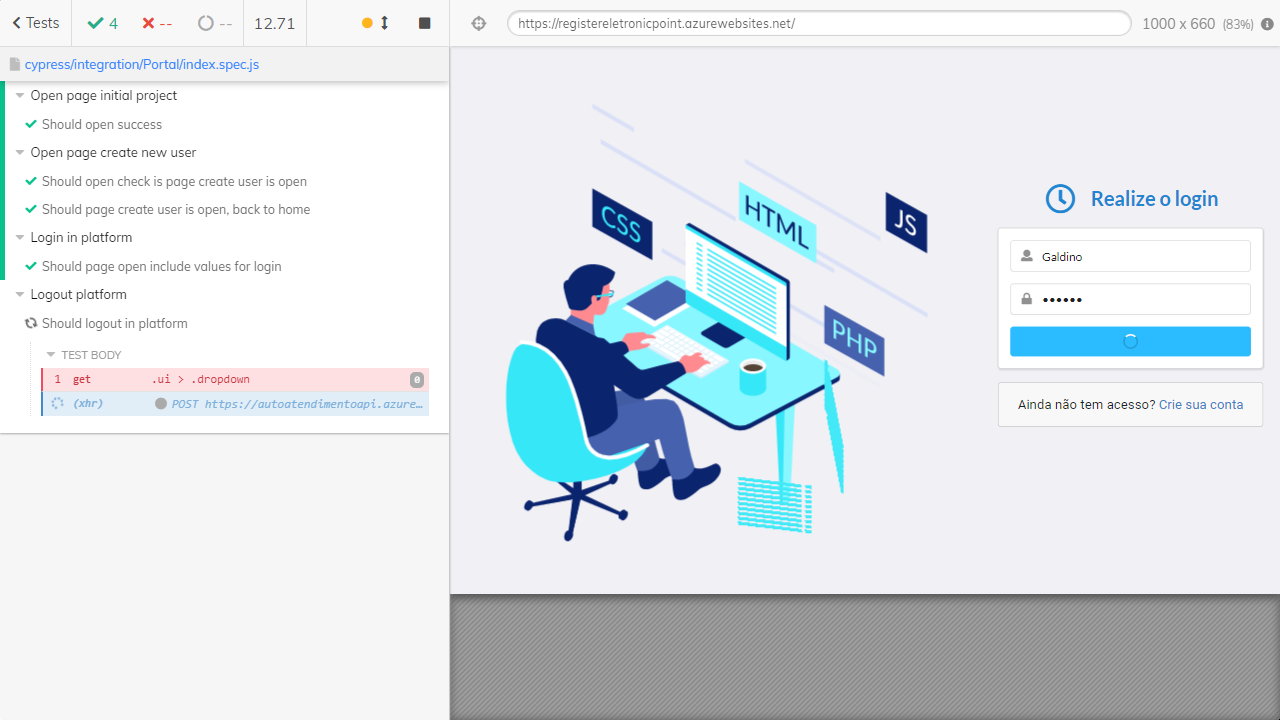 Tests
4
--
--
12.71
https://registereletronicpoint.azurewebsites.net/
1000 x 660 (83%)
cypress/integration/Portal/index.spec.js
Open page initial project
Should open success
Open page create new user
Should open check is page create user is open
Should page create user is open, back to home
Login in platform
Should page open include values for login
Logout platform
Should logout in platform
TEST BODY
1 get .ui > .dropdown 0
(xhr) POST https://autoatendimentoapi.azure…
CSS
HTML
JS
PHP
Realize o login
Galdino
••••••
Ainda não tem acesso? Crie sua conta